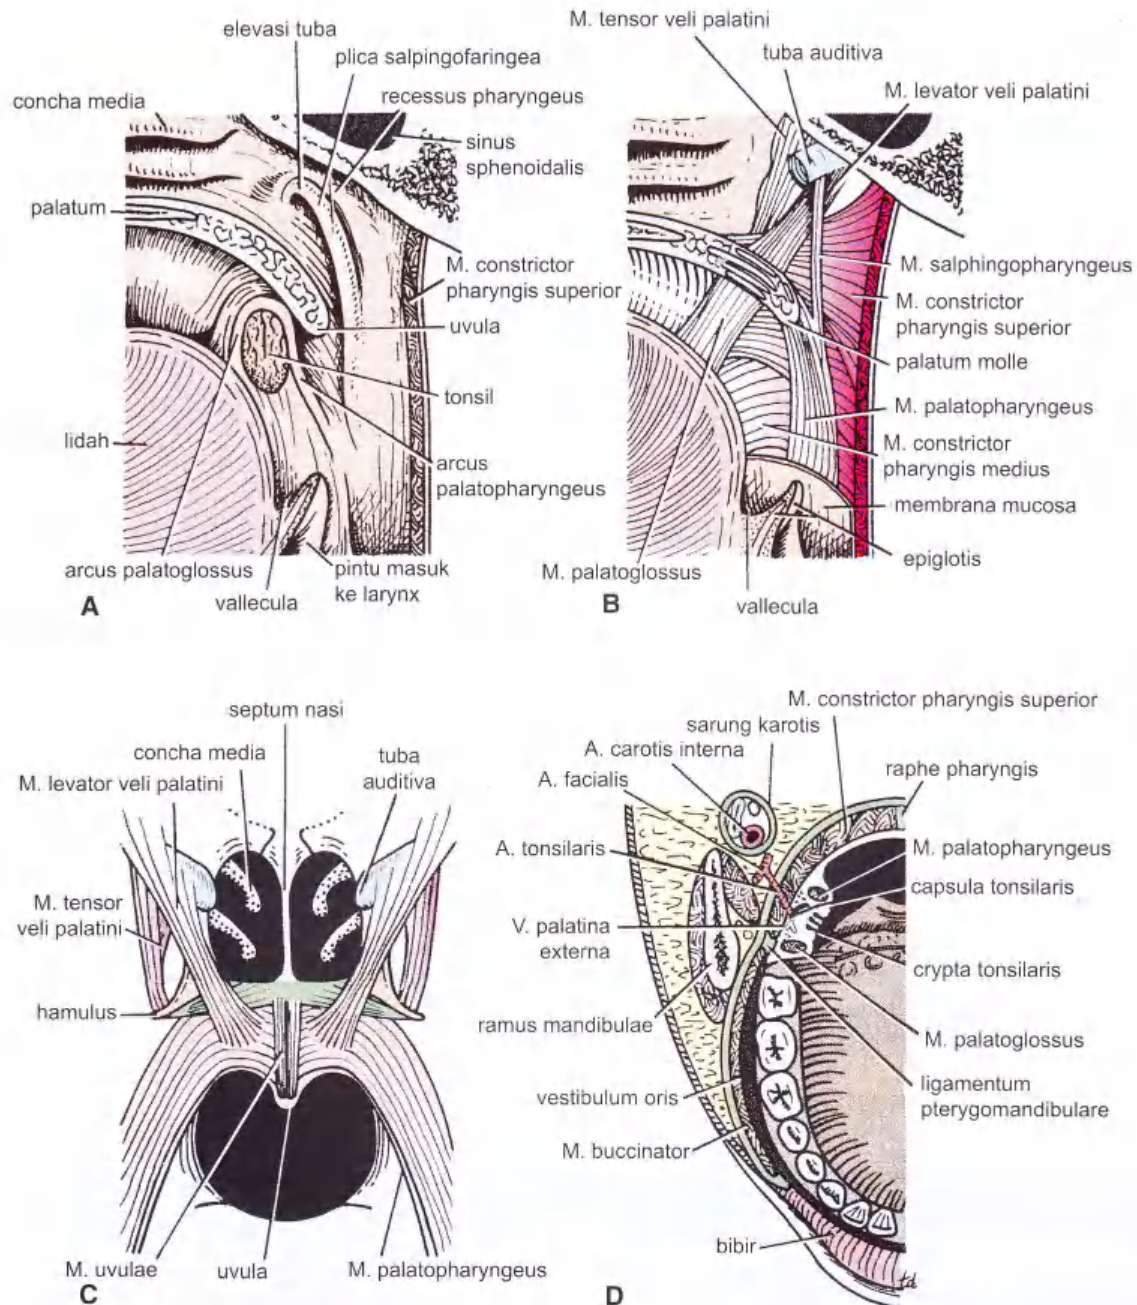 elevasi tuba
plica salpingofaringea
recessus pharyngeus
concha media
sinus
sphenoidalis
palatum
M. constrictor
pharyngis superior
uvula
tonsil
lidah
arcus
palatopharyngeus
arcus palatoglossus
pintu masuk
ke larynx
vallecula
A
M. tensor veli palatini
tuba auditiva
M. levator veli palatini
M. salphingopharyngeus
M. constrictor
pharyngis superior
palatum molle
M. palatopharyngeus
M. constrictor
pharyngis medius
membrana mucosa
epiglotis
M. palatoglossus
vallecula
B
septum nasi
concha media
M. levator veli palatini
tuba
auditiva
M. tensor
veli palatini
hamulus
M. uvulae
uvula
M. palatopharyngeus
C
M. constrictor pharyngis superior
sarung karotis
A. carotis interna
raphe pharyngis
A. facialis
A. tonsilaris
M. palatopharyngeus
capsula tonsilaris
V. palatina
externa
crypta tonsilaris
ramus mandibulae
M. palatoglossus
vestibulum oris
ligamentum
pterygomandibulare
M. buccinator
bibir
D